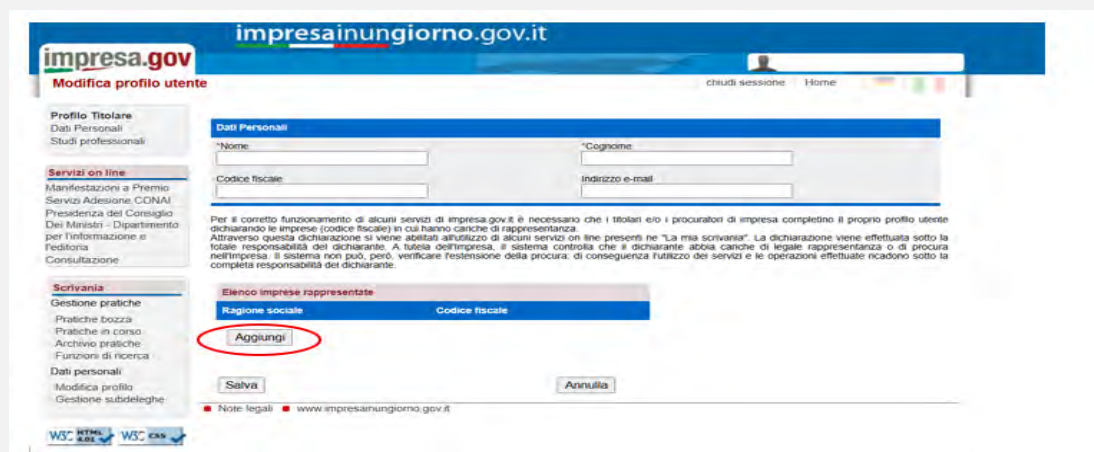 impresainungiorno.gov.it
impresa.gov
Modifica profilo utente
chiudi sessione Home
Profilo Titolare
Dati Personali
Studi professionali
Servizi on line
Manifestazioni a Premio
Servizi Adesione CONAI
Presidenza del Consiglio
Dei Ministri - Dipartimento
per l'informazione e
l'editoria
Consultazione
Scrivania
Gestione pratiche
Pratiche bozza
Pratiche in corso
Archivio pratiche
Funzioni di ricerca
Dati personali
Modifica profilo
Gestione subdeleghe
W3C HTML 4.01 W3C CSS
Dati Personali
*Nome *Cognome
Codice fiscale Indirizzo e-mail
Per il corretto funzionamento di alcuni servizi di impresa.gov.it è necessario che i titolari e/o i procuratori di impresa completino il proprio profilo utente
dichiarando le imprese (codice fiscale) in cui hanno cariche di rappresentanza.
Attraverso questa dichiarazione si viene abilitati all'utilizzo di alcuni servizi on line presenti ne "La mia scrivania". La dichiarazione viene effettuata sotto la
totale responsabilità del dichiarante. A tutela dell'impresa, il sistema controlla che il dichiarante abbia cariche di legale rappresentanza o di procura
nell'impresa. Il sistema non può, però, verificare l'estensione della procura: di conseguenza l'utilizzo dei servizi e le operazioni effettuate ricadono sotto la
completa responsabilità del dichiarante.
Elenco imprese rappresentate
Ragione sociale Codice fiscale
Aggiungi
Salva Annulla
Note legali www.impresainungiorno.gov.it